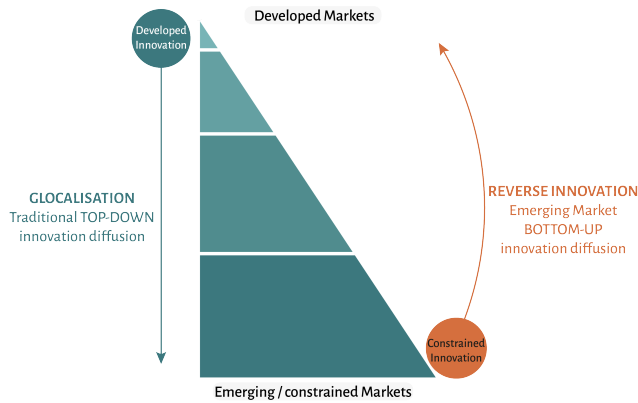 Developed Markets
Developed
Innovation
GLOCALISATION
Traditional TOP-DOWN
innovation diffusion
REVERSE INNOVATION
Emerging Market
BOTTOM-UP
innovation diffusion
Constrained
Innovation
Emerging / constrained Markets